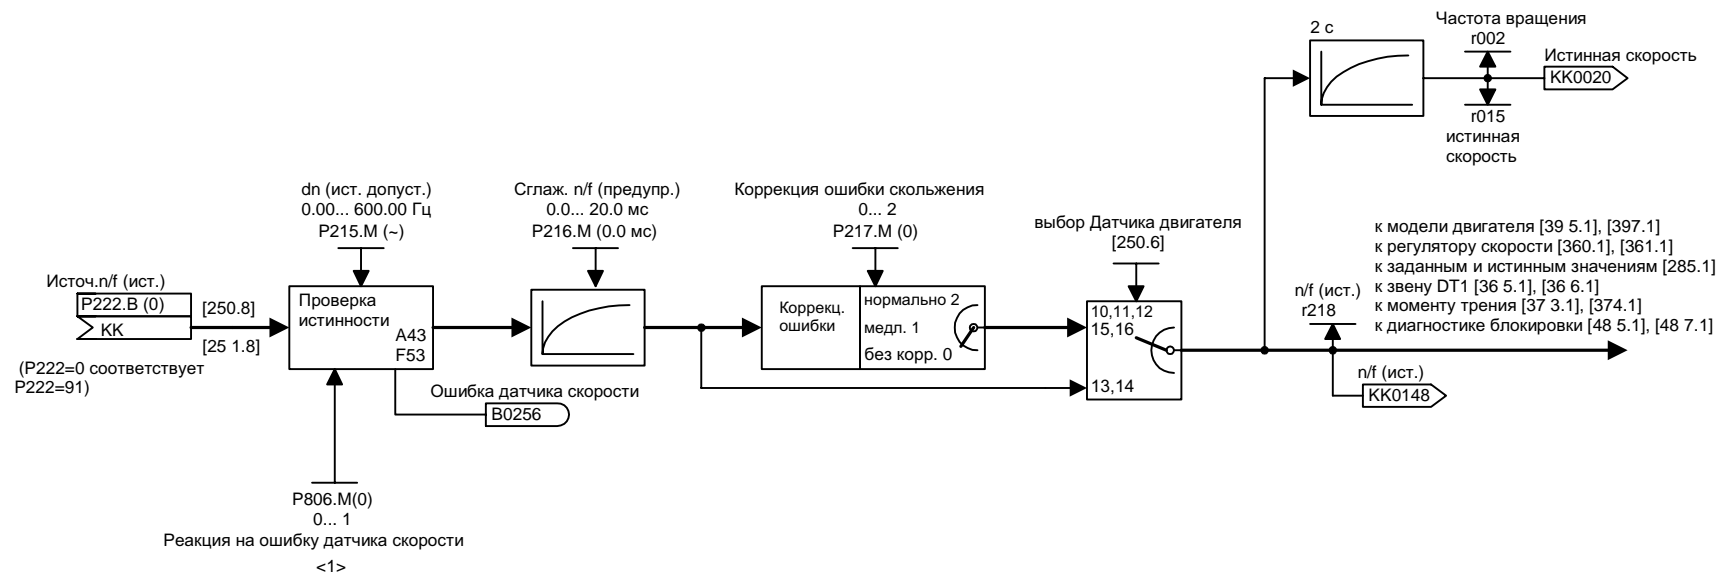 2 с
Частота вращения
r002
Истинная скорость
KK0020
r015
истинная
скорость
dn (ист. допуст.)
0.00... 600.00 Гц
P215.M (~)
Сглаж. n/f (предупр.)
0.0... 20.0 мс
P216.M (0.0 мс)
Коррекция ошибки скольжения
0... 2
P217.M (0)
выбор Датчика двигателя
[250.6]
к модели двигателя [39 5.1], [397.1]
к регулятору скорости [360.1], [361.1]
к заданным и истинным значениям [285.1]
к звену DT1 [36 5.1], [36 6.1]
к моменту трения [37 3.1], [374.1]
к диагностике блокировки [48 5.1], [48 7.1]
Источ.n/f (ист.)
P222.B (0)
KK
[250.8]
[25 1.8]
(P222=0 соответствует
P222=91)
Проверка
истинности
A43
F53
Коррекц.
ошибки
нормально 2
медл. 1
без корр. 0
10,11,12
15,16
13,14
n/f (ист.)
r218
n/f (ист.)
KK0148
Ошибка датчика скорости
B0256
P806.M(0)
0... 1
Реакция на ошибку датчика скорости
<1>